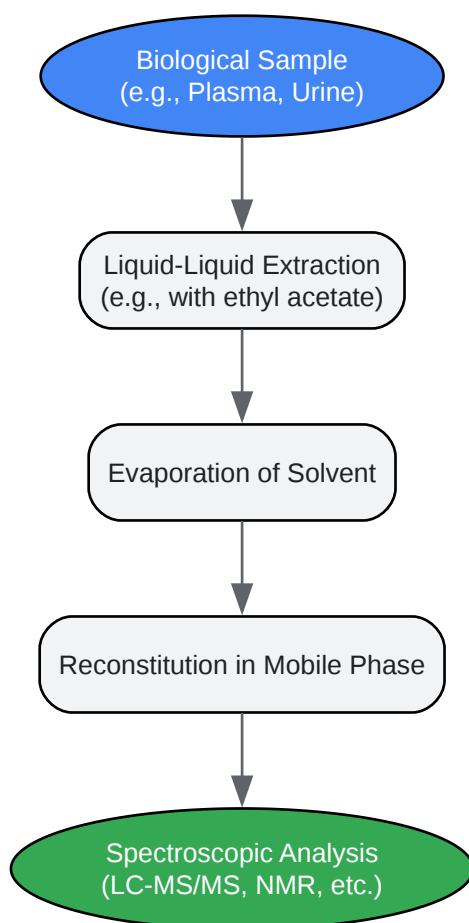 Biological Sample
(e.g., Plasma, Urine)
Liquid-Liquid Extraction
(e.g., with ethyl acetate)
Evaporation of Solvent
Reconstitution in Mobile Phase
Spectroscopic Analysis
(LC-MS/MS, NMR, etc.)